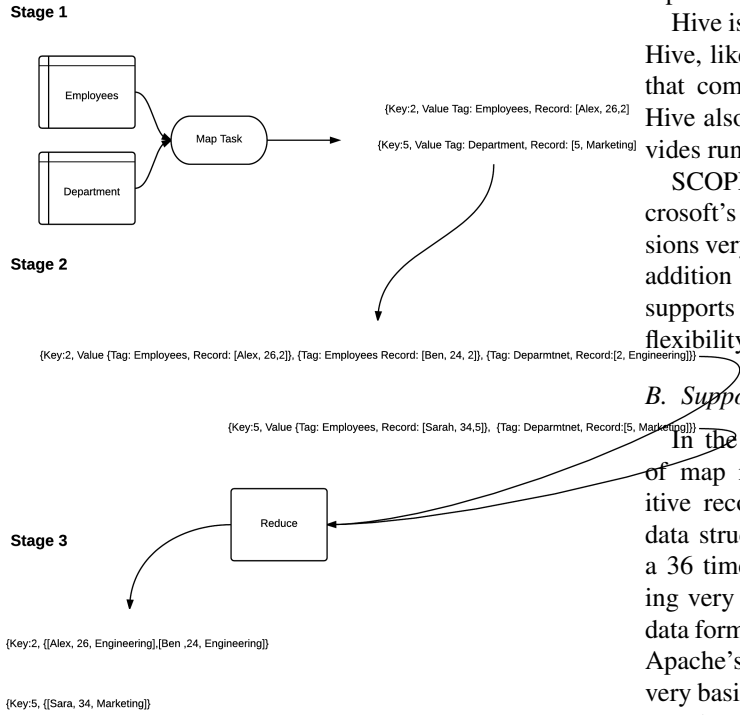 Stage 1
Employees
Department
Map Task
{Key:2, Value Tag: Employees, Record: [Alex, 26,2]
{Key:5, Value Tag: Department, Record: [5, Marketing]
Stage 2
{Key:2, Value {Tag: Employees, Record: [Alex, 26,2]}, {Tag: Employees Record: [Ben, 24, 2]}, {Tag: Deparmtnet, Record:[2, Engineering]}}
{Key:5, Value {Tag: Employees, Record: [Sarah, 34,5]}, {Tag: Deparmtnet, Record:[5, Marketing]}}
Reduce
Stage 3
{Key:2, {[Alex, 26, Engineering],[Ben ,24, Engineering]}
{Key:5, {[Sara, 34, Marketing]}
Hive is
Hive, lik
that com
Hive also
vides run
SCOP
crosoft's
sions ver
addition
supports
flexibility
B. Suppo
In the
of map
itive reco
data stru
a 36 time
ing very
data form
Apache's
very basi